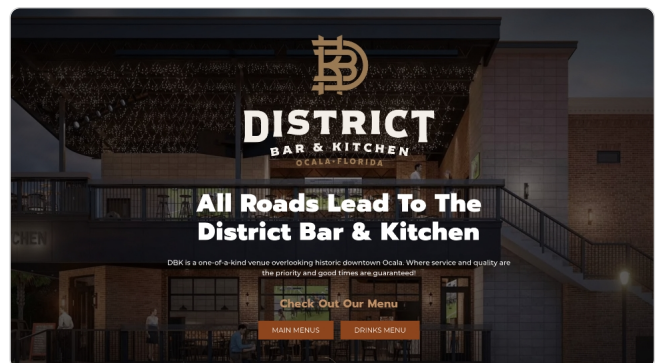 DISTRICT
BAR & KITCHEN
OCALA-FLORIDA
All Roads Lead To The
District Bar & Kitchen
CHEN
DBK is a one-of-a-kind venue overlooking historic downtown Ocala. Where service and quality are
the priority and good times are guaranteed!
Check Out Our Menu
MAIN MENUS DRINKS MENU